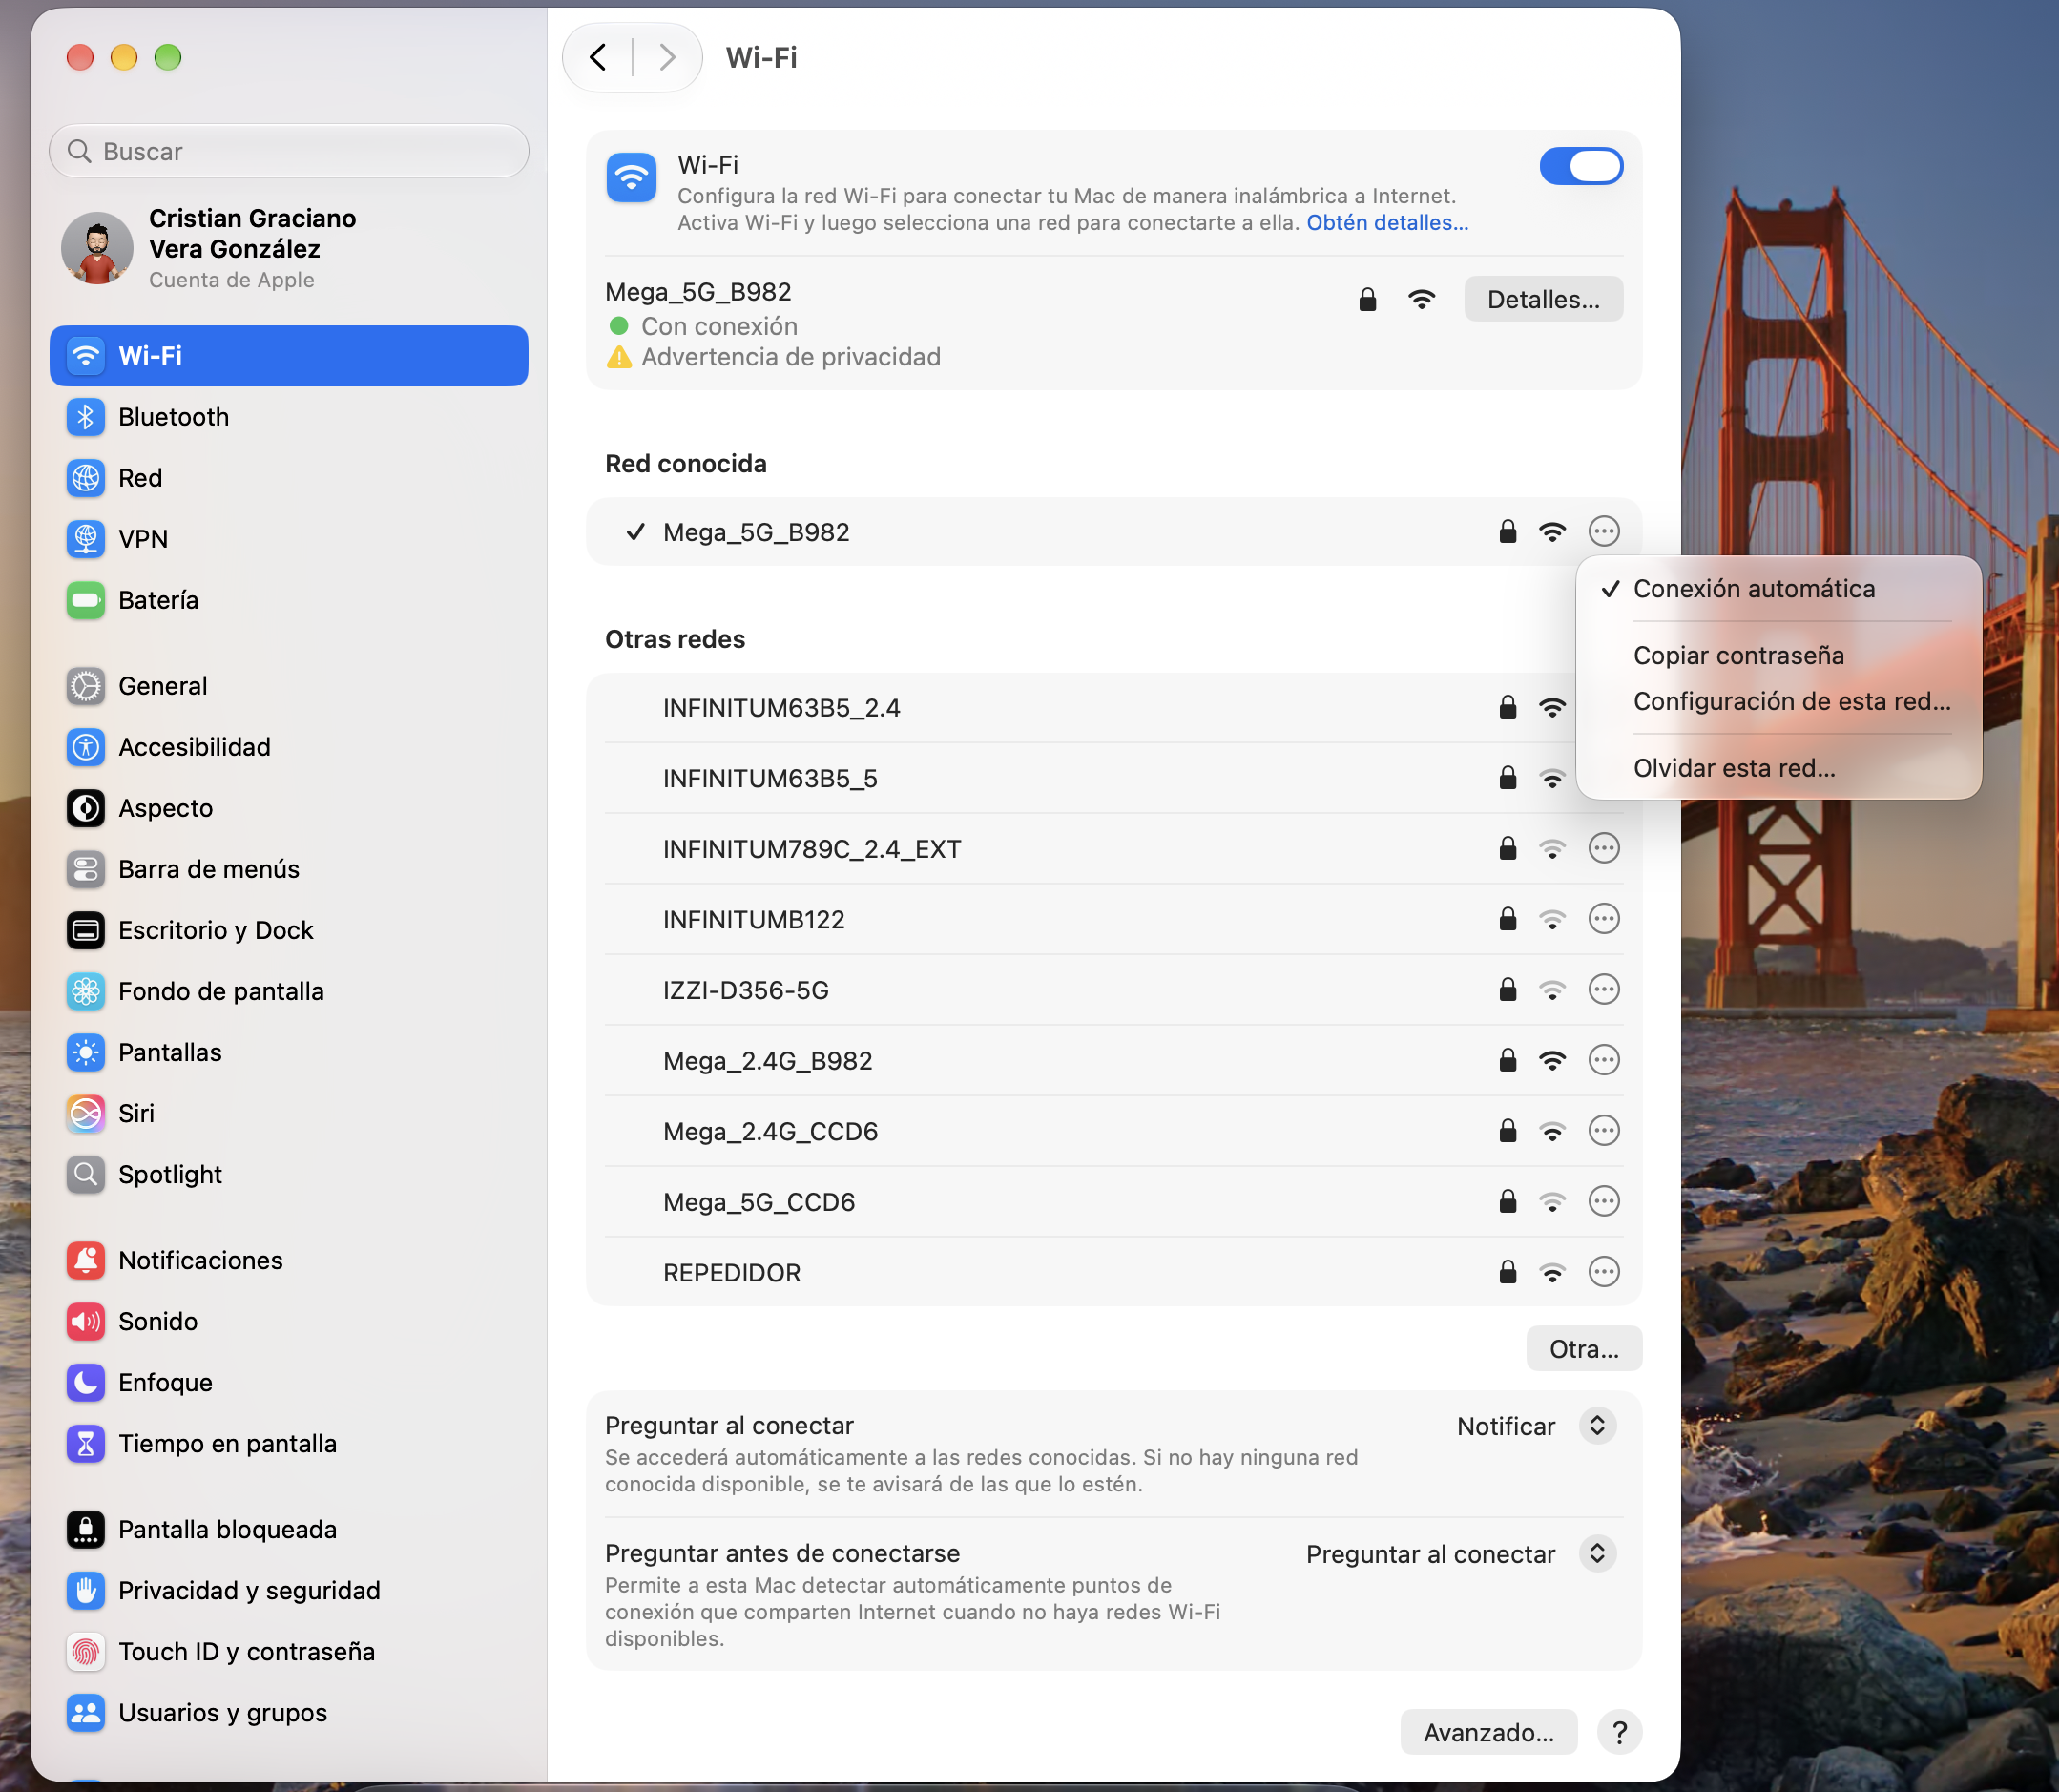 Buscar
Cristian Graciano
Vera González
Cuenta de Apple
Wi-Fi
Bluetooth
Red
VPN
Batería
General
Accesibilidad
Aspecto
Barra de menús
Escritorio y Dock
Fondo de pantalla
Pantallas
Siri
Spotlight
Notificaciones
Sonido
Enfoque
Tiempo en pantalla
Pantalla bloqueada
Privacidad y seguridad
Touch ID y contraseña
Usuarios y grupos
Wi-Fi
Wi-Fi
Configura la red Wi-Fi para conectar tu Mac de manera inalámbrica a Internet.
Activa Wi-Fi y luego selecciona una red para conectarte a ella. Obtén detalles...
Mega_5G_B982
Detalles...
Con conexión
Advertencia de privacidad
Red conocida
Mega_5G_B982
Conexión automática
Copiar contraseña
Configuración de esta red...
Olvidar esta red...
Otras redes
INFINITUM63B5_2.4
INFINITUM63B5_5
INFINITUM789C_2.4_EXT
INFINITUMB122
IZZI-D356-5G
Mega_2.4G_B982
Mega_2.4G_CCD6
Mega_5G_CCD6
REPEDIDOR
Otra...
Preguntar al conectar
Notificar
Se accederá automáticamente a las redes conocidas. Si no hay ninguna red
conocida disponible, se te avisará de las que lo estén.
Preguntar antes de conectarse
Preguntar al conectar
Permite a esta Mac detectar automáticamente puntos de
conexión que comparten Internet cuando no haya redes Wi-Fi
disponibles.
Avanzado...
?